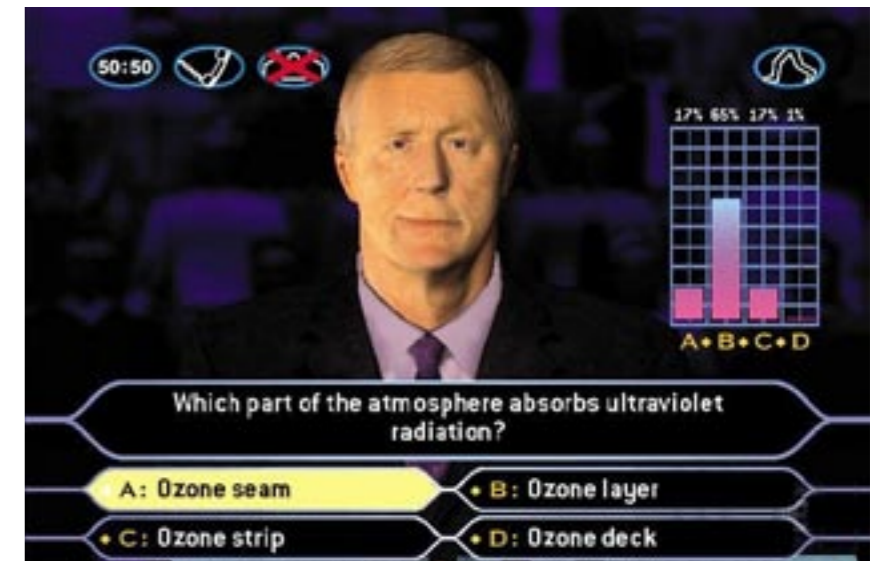 50:50
17% 65% 17% 1%
A•B•C•D
Which part of the atmosphere absorbs ultraviolet
radiation?
A: Ozone seam
• B: Ozone layer
• C: Ozone strip
• D: Ozone deck